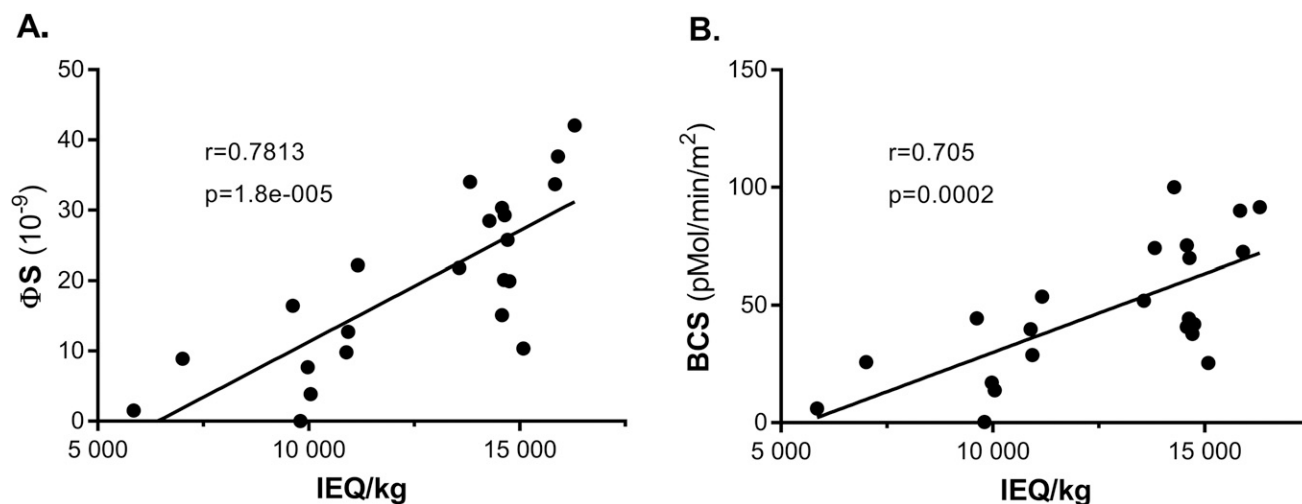 A.
50
40
30
20
10
0
ΦS (10⁻⁹)
r=0.7813
p=1.8e-005
5 000
10 000
15 000
IEQ/kg
B.
150
100
50
0
BCS (pMol/min/m²)
r=0.705
p=0.0002
5 000
10 000
15 000
IEQ/kg